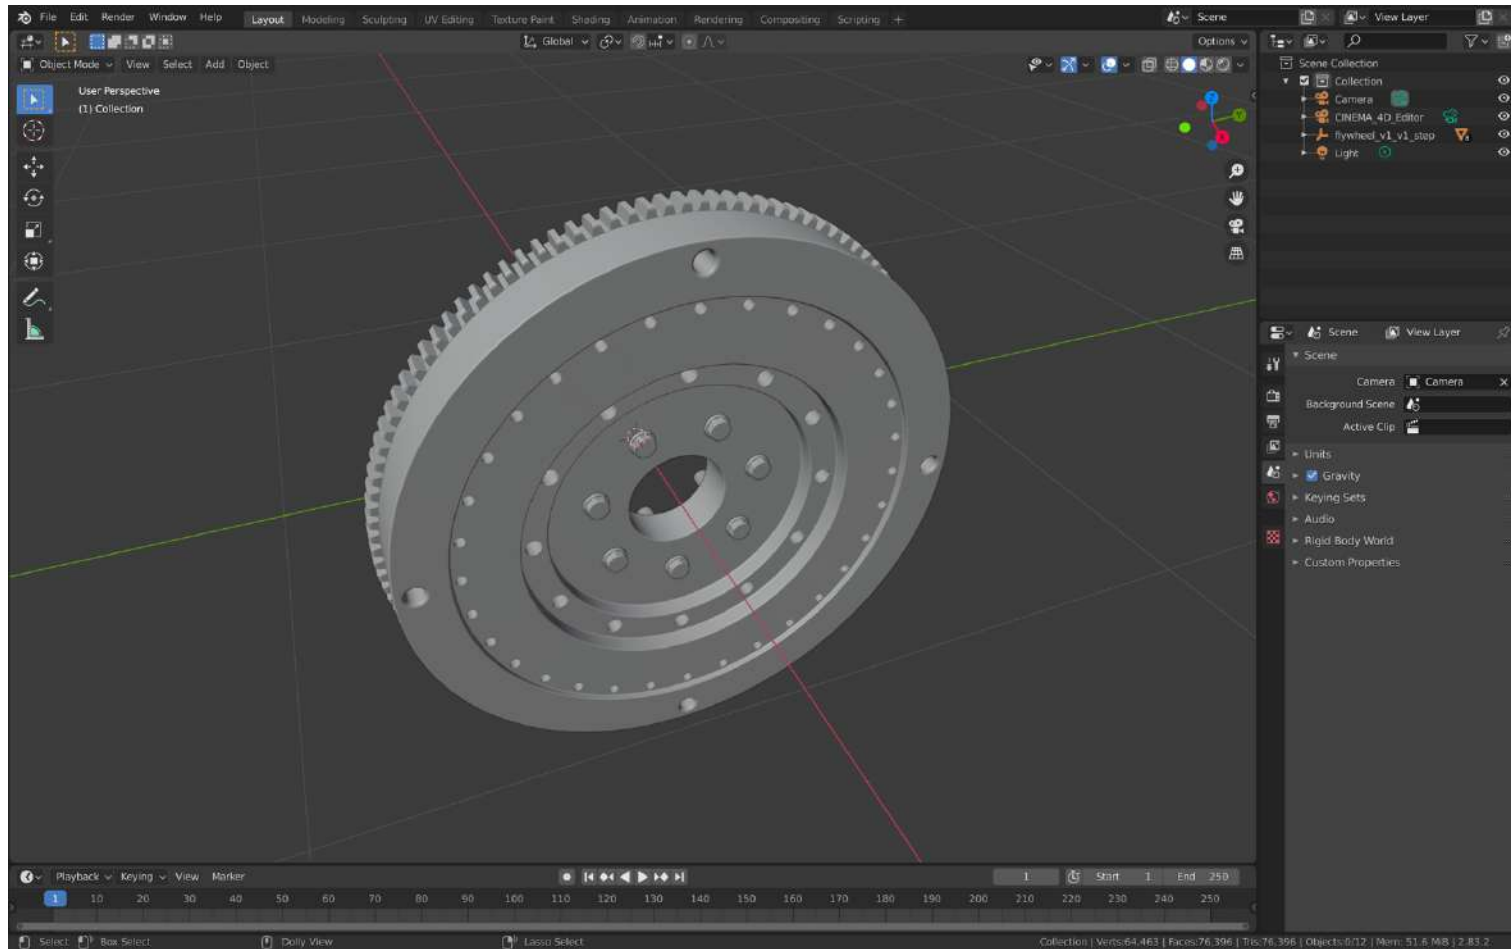 File Edit Render Window Help Layout Modeling Sculpting UV Editing Texture Paint Shading Animation Rendering Compositing Scripting + Scene View Layer
Global Options
Object Mode View Select Add Object
User Perspective
(1) Collection
Z
Y
X
Scene Collection
Collection
Camera
CINEMA_4D_Editor
flywheel_v1_v1_step
Light
Scene View Layer
Scene
Camera Camera
Background Scene
Active Clip
Units
Gravity
Keying Sets
Audio
Rigid Body World
Custom Properties
Playback Keying View Marker 1 Start 1 End 250
1 10 20 30 40 50 60 70 80 90 100 110 120 130 140 150 160 170 180 190 200 210 220 230 240 250
Select Box Select Dolly View Lasso Select Collection | Verts:64,463 | Faces:76,396 | Tris:76,396 | Objects:0/12 | Mem: 51.6 MiB | 2.83.2